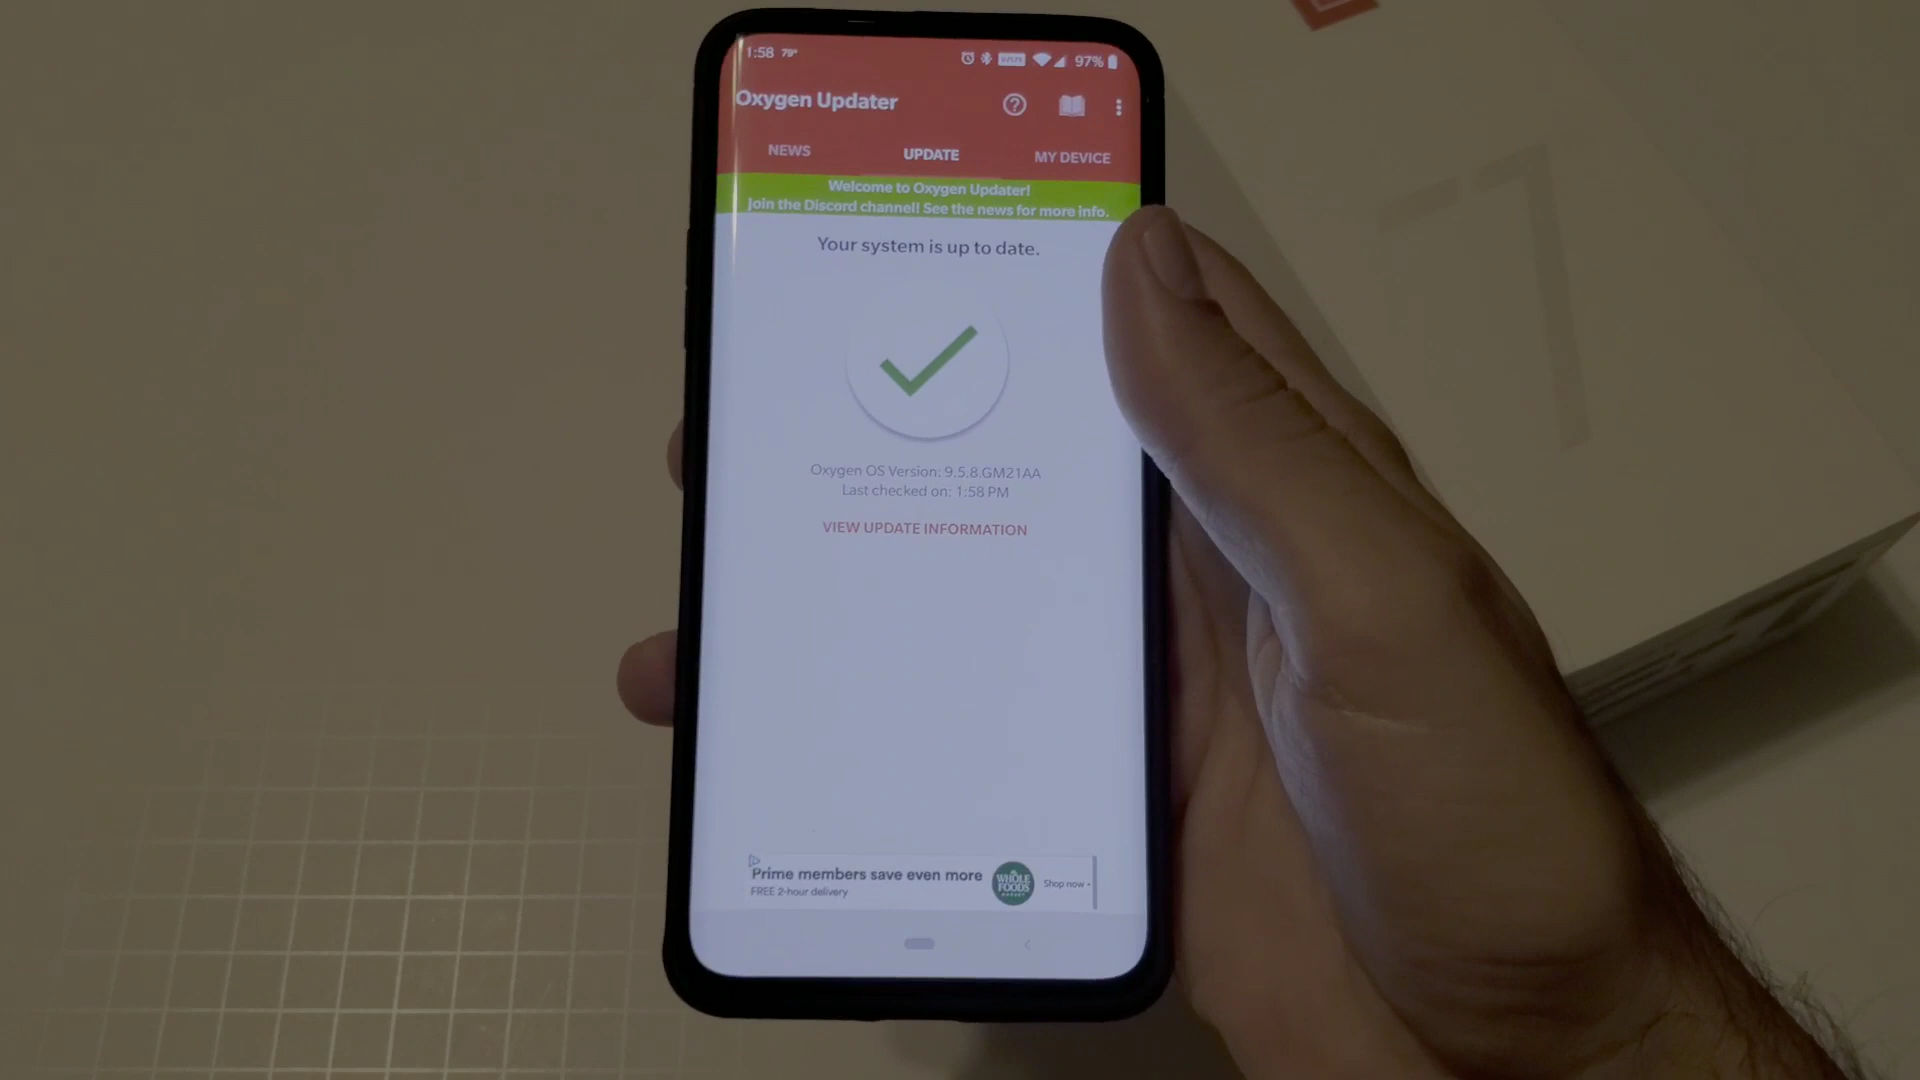 1:58 79°
97%
Oxygen Updater
NEWS UPDATE MY DEVICE
Welcome to Oxygen Updater!
Join the Discord channel! See the news for more info.
Your system is up to date.
Oxygen OS Version: 9.5.8.GM21AA
Last checked on: 1:58 PM
VIEW UPDATE INFORMATION
Prime members save even more
FREE 2-hour delivery
WHOLE
FOODS
MARKET
Shop now
7